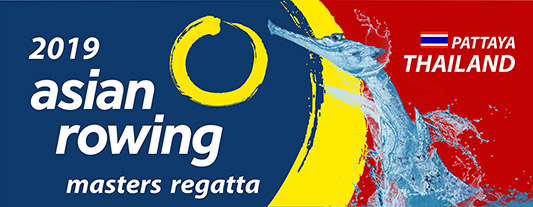 2019
asian
rowing
masters regatta
PATTAYA
THAILAND